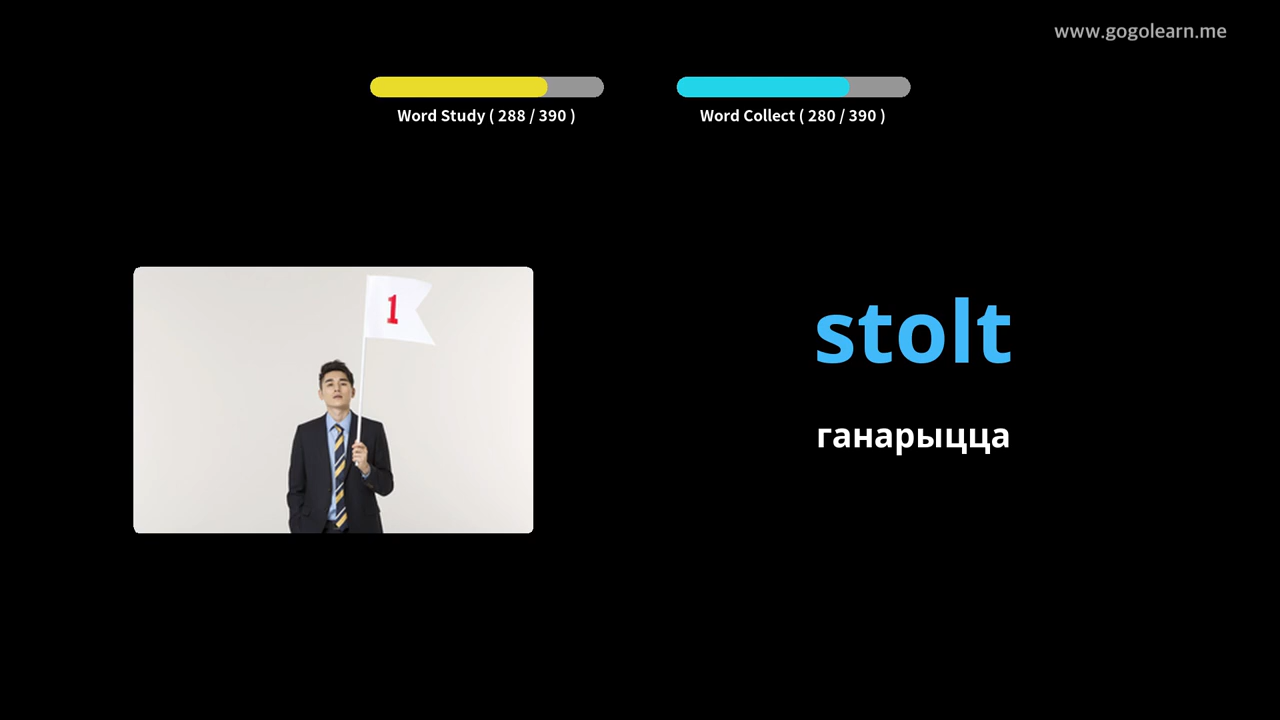 www.gogolearn.me
Word Study ( 288 / 390 )
Word Collect ( 280 / 390 )
1
stolt
ганарыцца